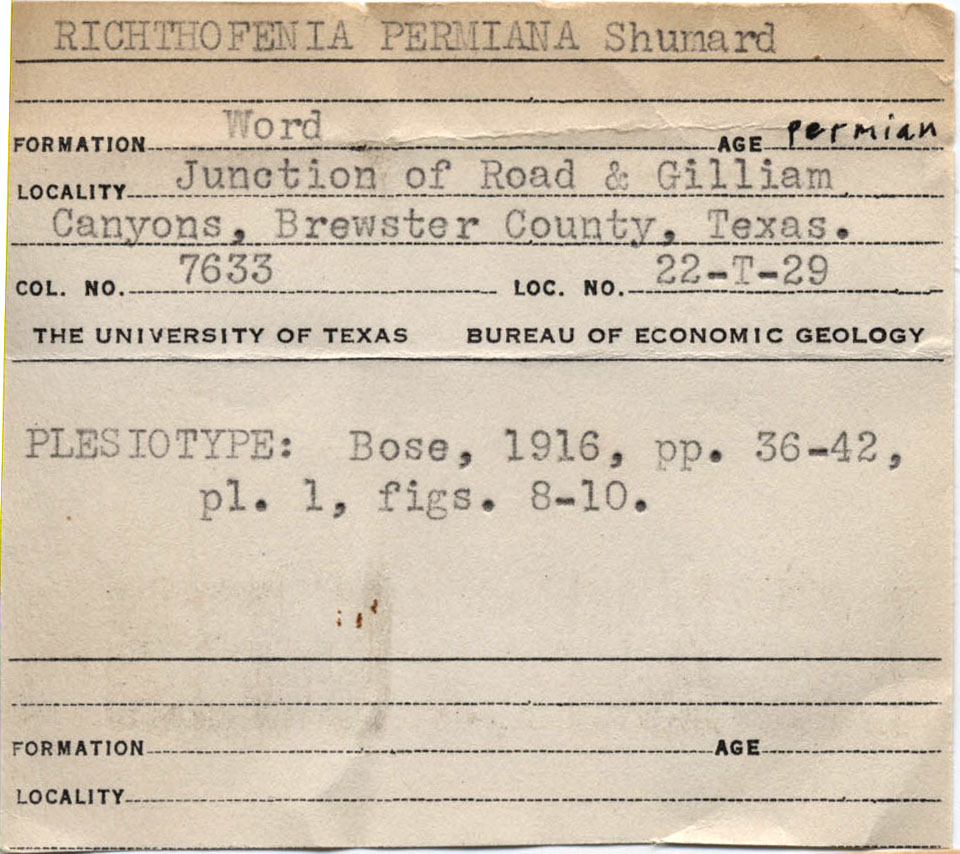 RICHTHOFENIA PERMIANA Shumard
FORMATION Word AGE permian
LOCALITY Junction of Road & Gilliam
Canyons, Brewster County, Texas.
COL. NO. 7633 LOC. NO. 22-T-29
THE UNIVERSITY OF TEXAS BUREAU OF ECONOMIC GEOLOGY
PLESIOTYPE: Bose, 1916, pp. 36-42,
pl. 1, figs. 8-10.
FORMATION AGE
LOCALITY